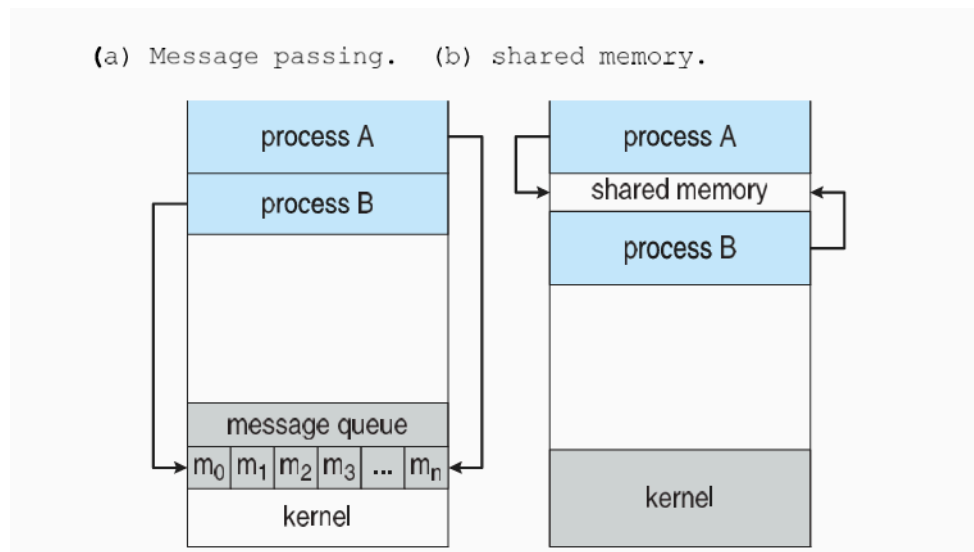 (a) Message passing. (b) shared memory.
process A
process B
message queue
m0 m1 m2 m3 ... mn
kernel
process A
shared memory
process B
kernel